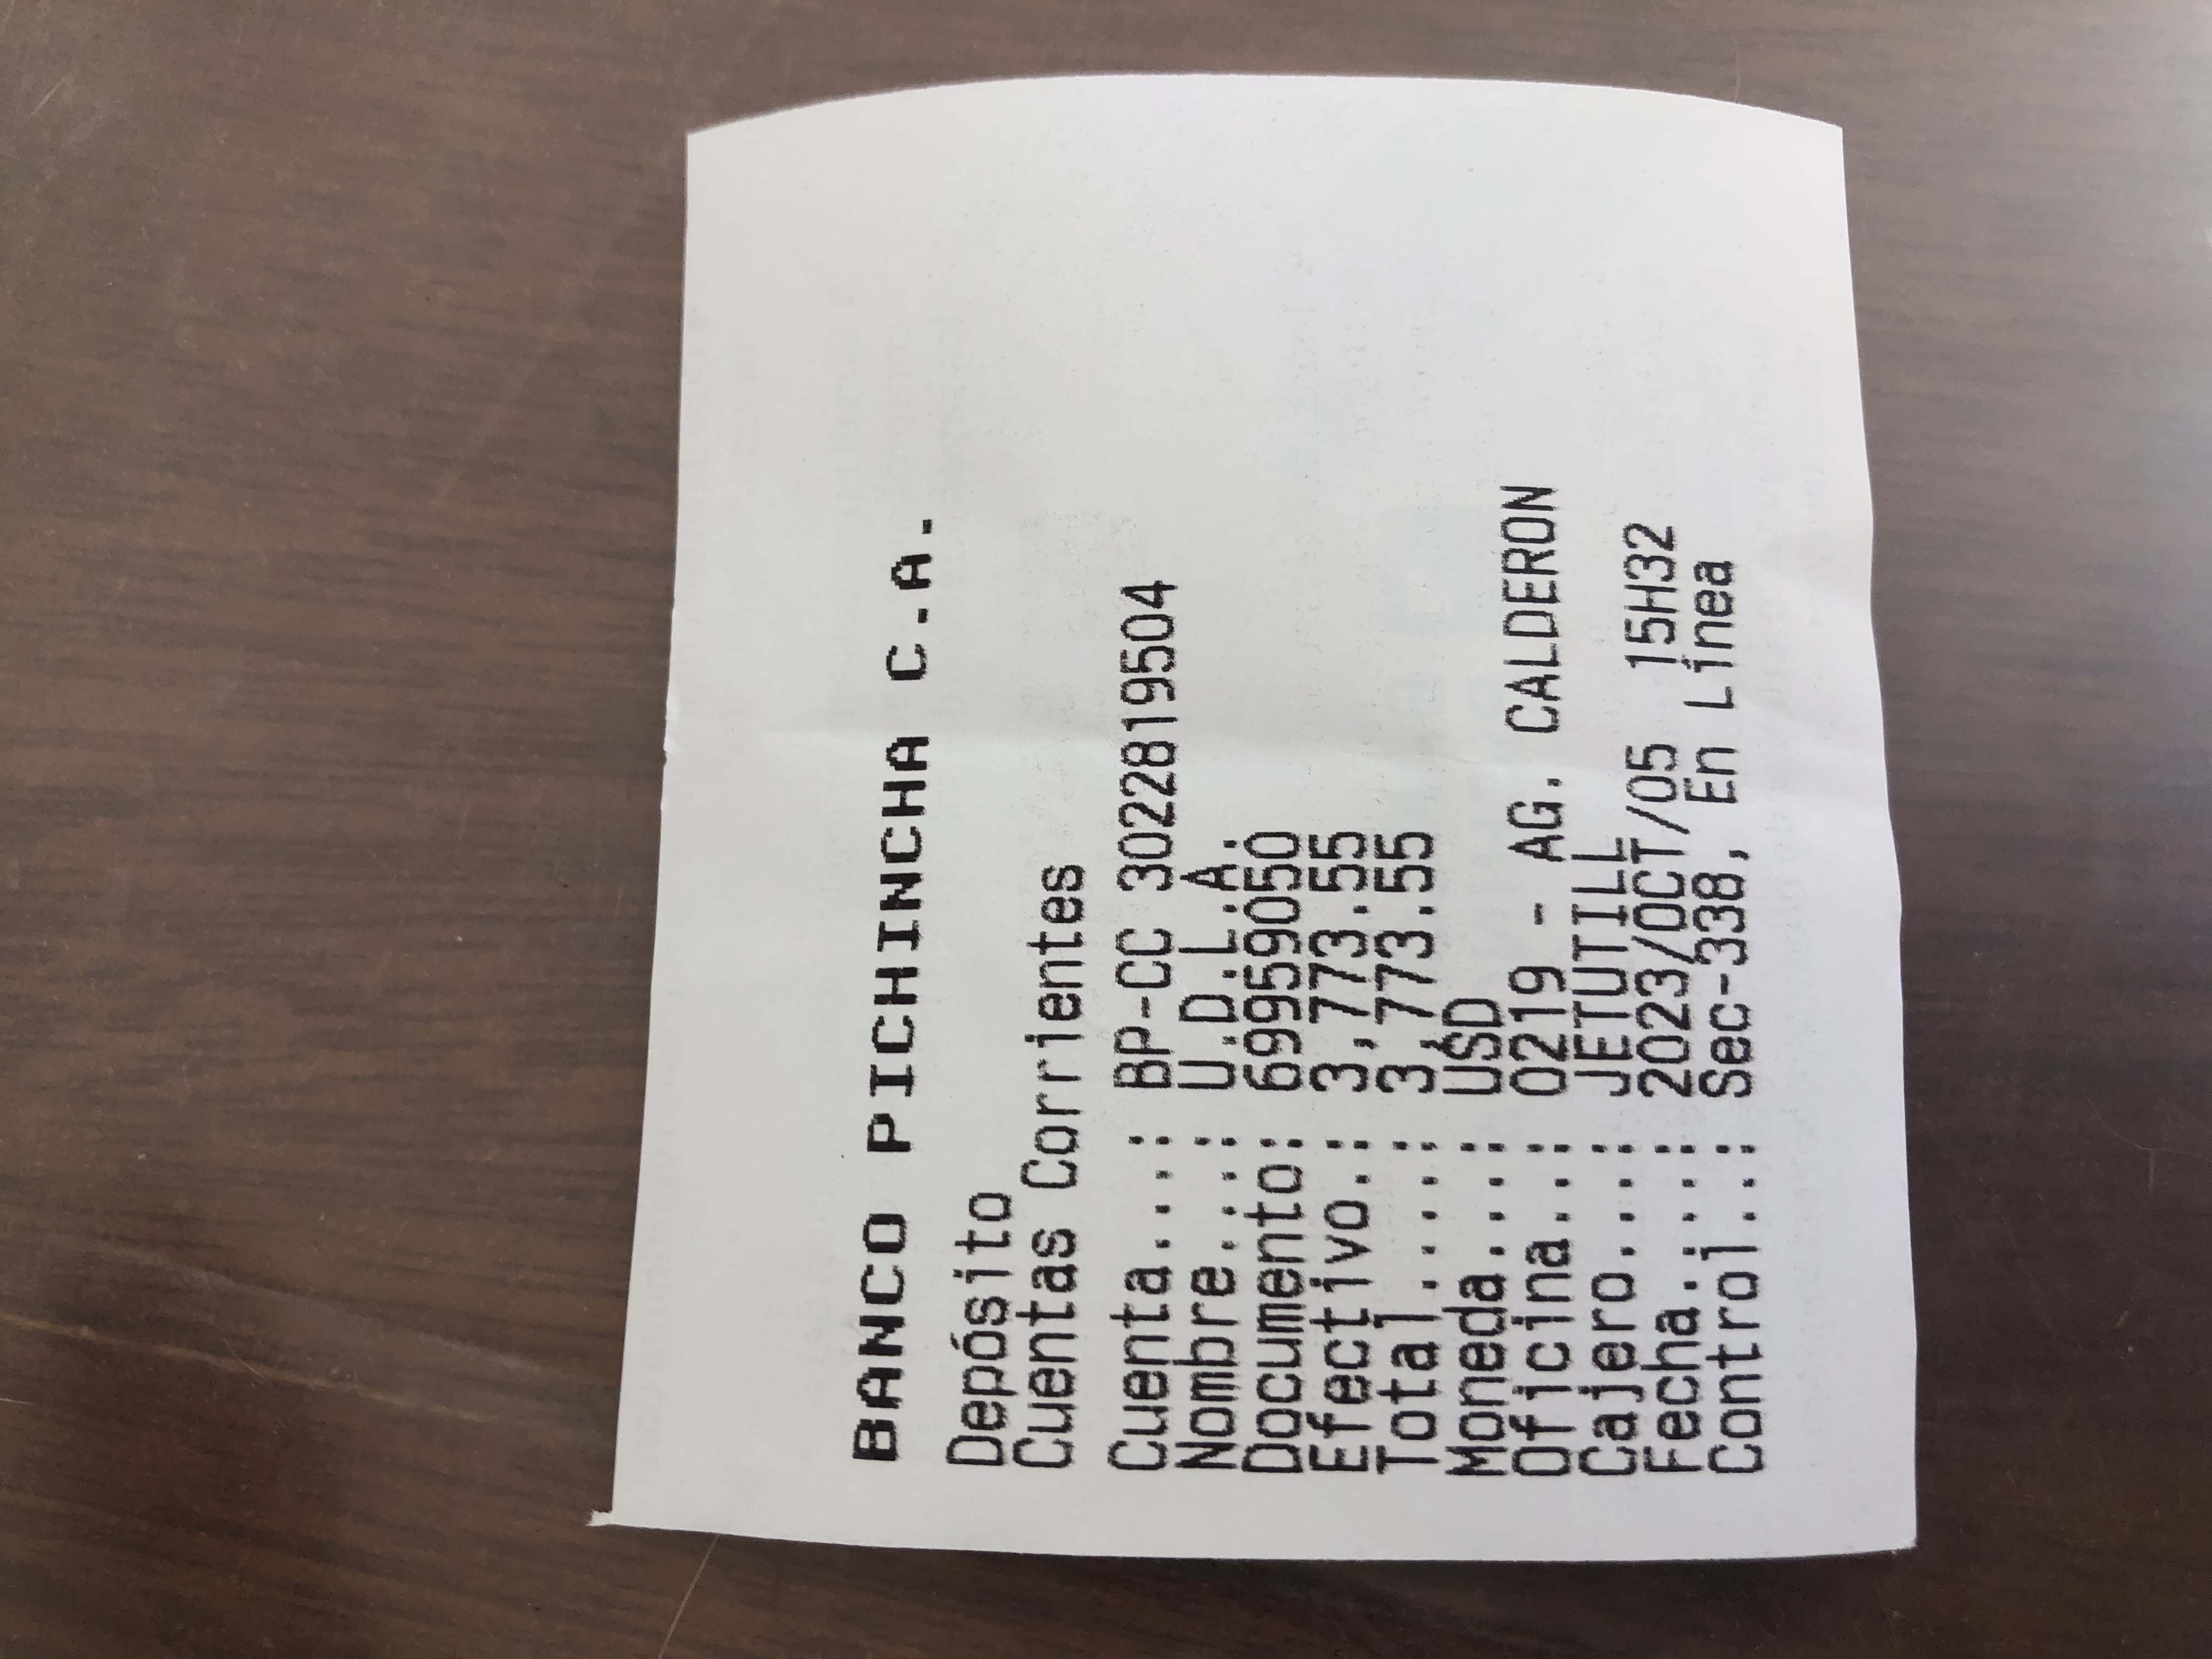 BANCO PICHINCHA C.A.
Depósito
Cuentas Corrientes
Cuenta....: BP-CC 3022819504
Nombre....: U.D.L.A.
Documento: 699959050
Efectivo.: 3,773.55
Total.....: 3,773.55
Moneda....: USD
Oficina...: 0219 - AG. CALDERON
Cajero....: JETUTILL
Fecha.....: 2023/OCT/05 15H32
Control...: Sec-338, En Línea